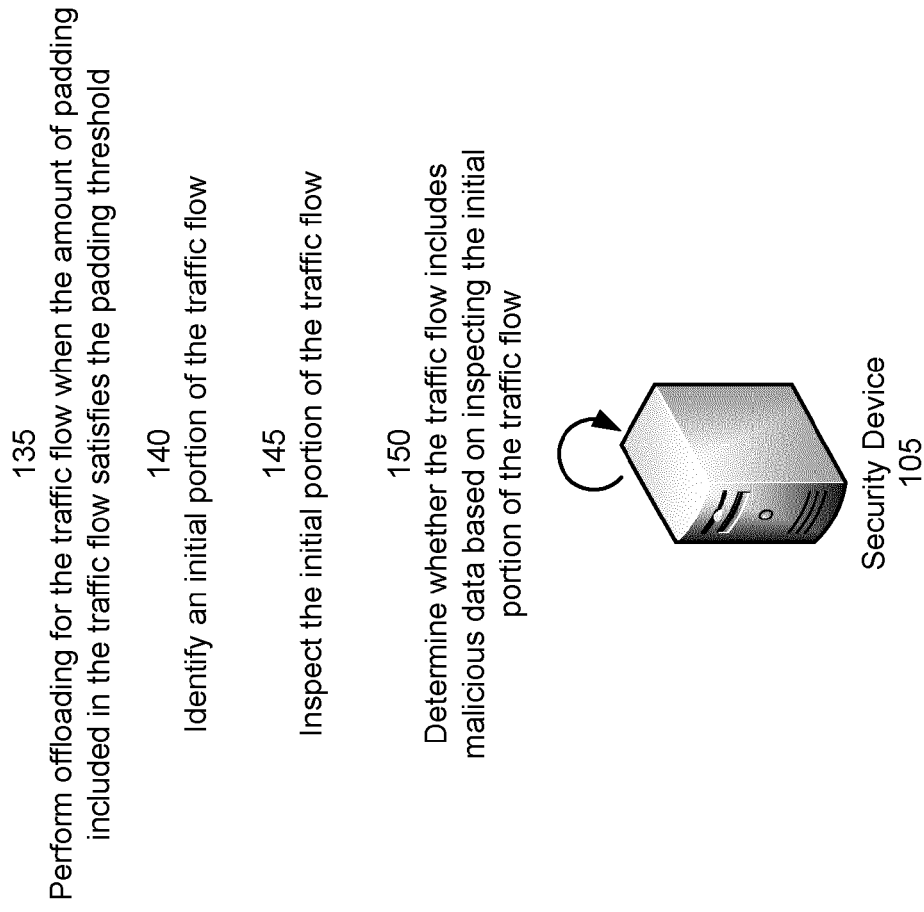 135
Perform offloading for the traffic flow when the amount of padding
included in the traffic flow satisfies the padding threshold
140
Identify an initial portion of the traffic flow
145
Inspect the initial portion of the traffic flow
150
Determine whether the traffic flow includes
malicious data based on inspecting the initial
portion of the traffic flow
Security Device
105